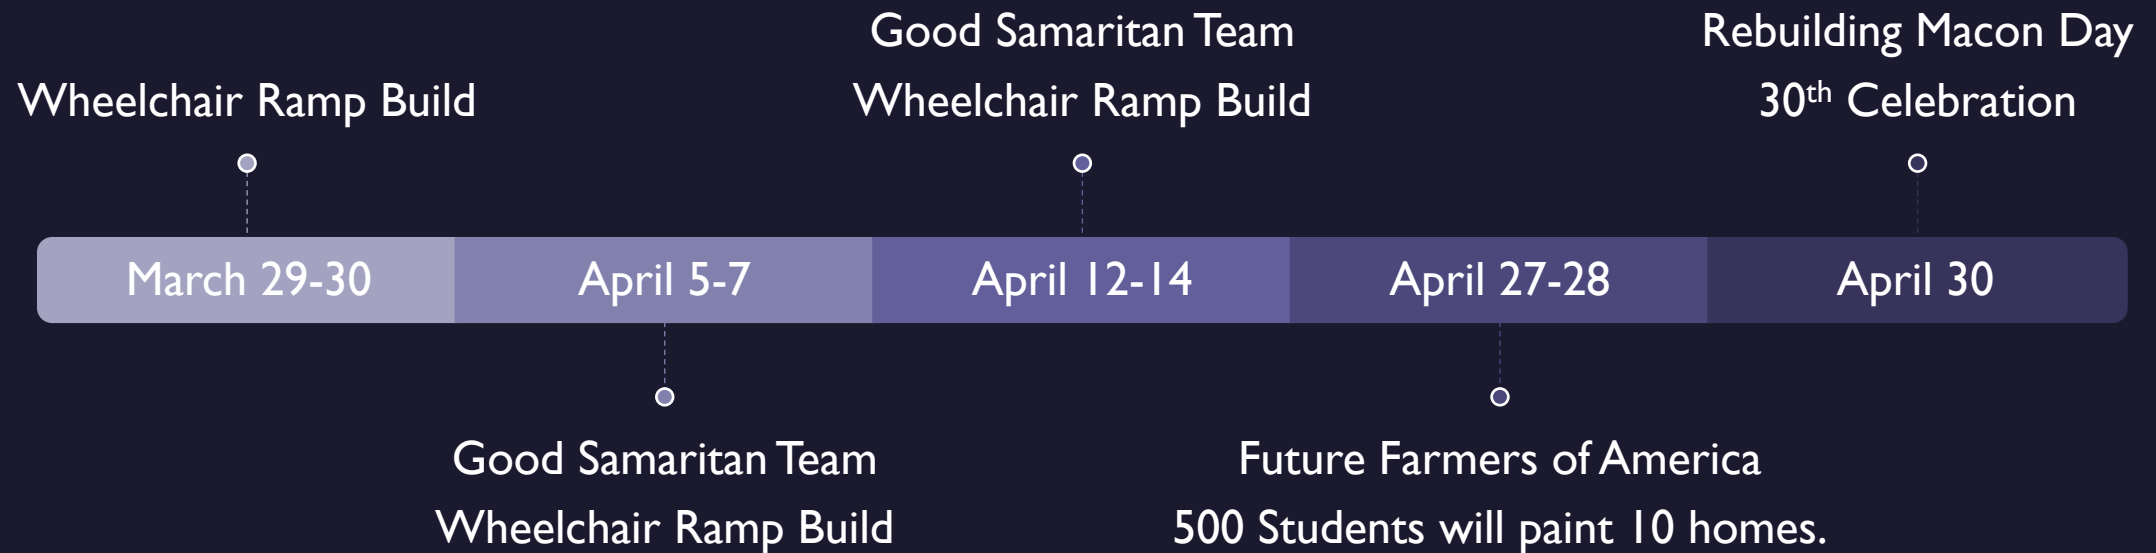 Wheelchair Ramp Build
Good Samaritan Team
Wheelchair Ramp Build
Rebuilding Macon Day
30th Celebration
March 29-30
April 5-7
April 12-14
April 27-28
April 30
Good Samaritan Team
Wheelchair Ramp Build
Future Farmers of America
500 Students will paint 10 homes.